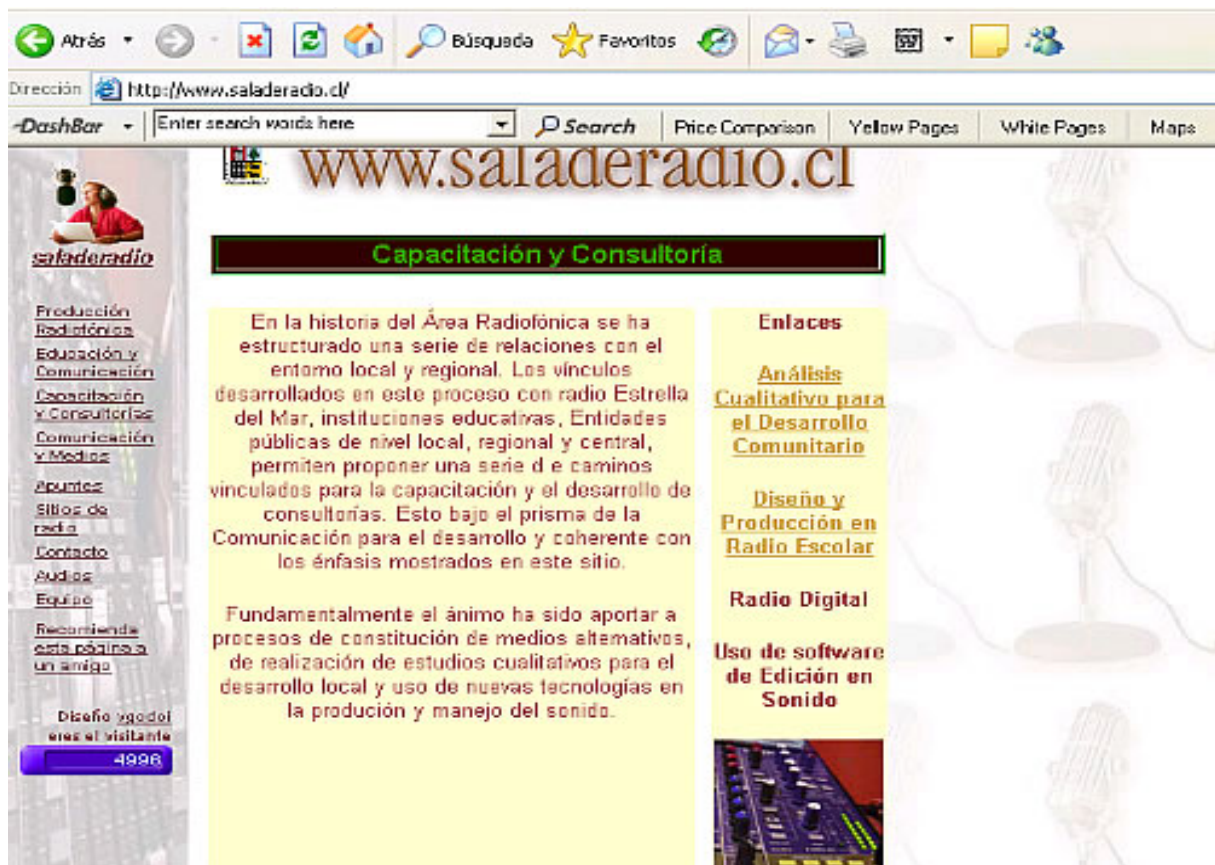 Atrás
Búsqueda
Favoritos
Dirección http://www.saladeradio.cl/
DashBar
Enter search words here
Search
Price Comparison
Yellow Pages
White Pages
Maps
www.saladeradio.cl
saladeradio
Producción
Radiofónica
Educación y
Comunicación
Capacitación
y Consultorías
Comunicación
y Medios
Apuntes
Sitios de
radio
Contacto
Audios
Equipo
Recomienda
esta página a
un amigo
Diseño ygodoi
eres el visitante
4996
Capacitación y Consultoría
En la historia del Área Radiofónica se ha
estructurado una serie de relaciones con el
entorno local y regional. Los vínculos
desarrollados en este proceso con radio Estrella
del Mar, instituciones educativas, Entidades
públicas de nivel local, regional y central,
permiten proponer una serie d e caminos
vinculados para la capacitación y el desarrollo de
consultorías. Esto bajo el prisma de la
Comunicación para el desarrollo y coherente con
los énfasis mostrados en este sitio.
Fundamentalmente el ánimo ha sido aportar a
procesos de constitución de medios alternativos,
de realización de estudios cualitativos para el
desarrollo local y uso de nuevas tecnologías en
la produción y manejo del sonido.
Enlaces
Análisis
Cualitativo para
el Desarrollo
Comunitario
Diseño y
Producción en
Radio Escolar
Radio Digital
Uso de software
de Edición en
Sonido